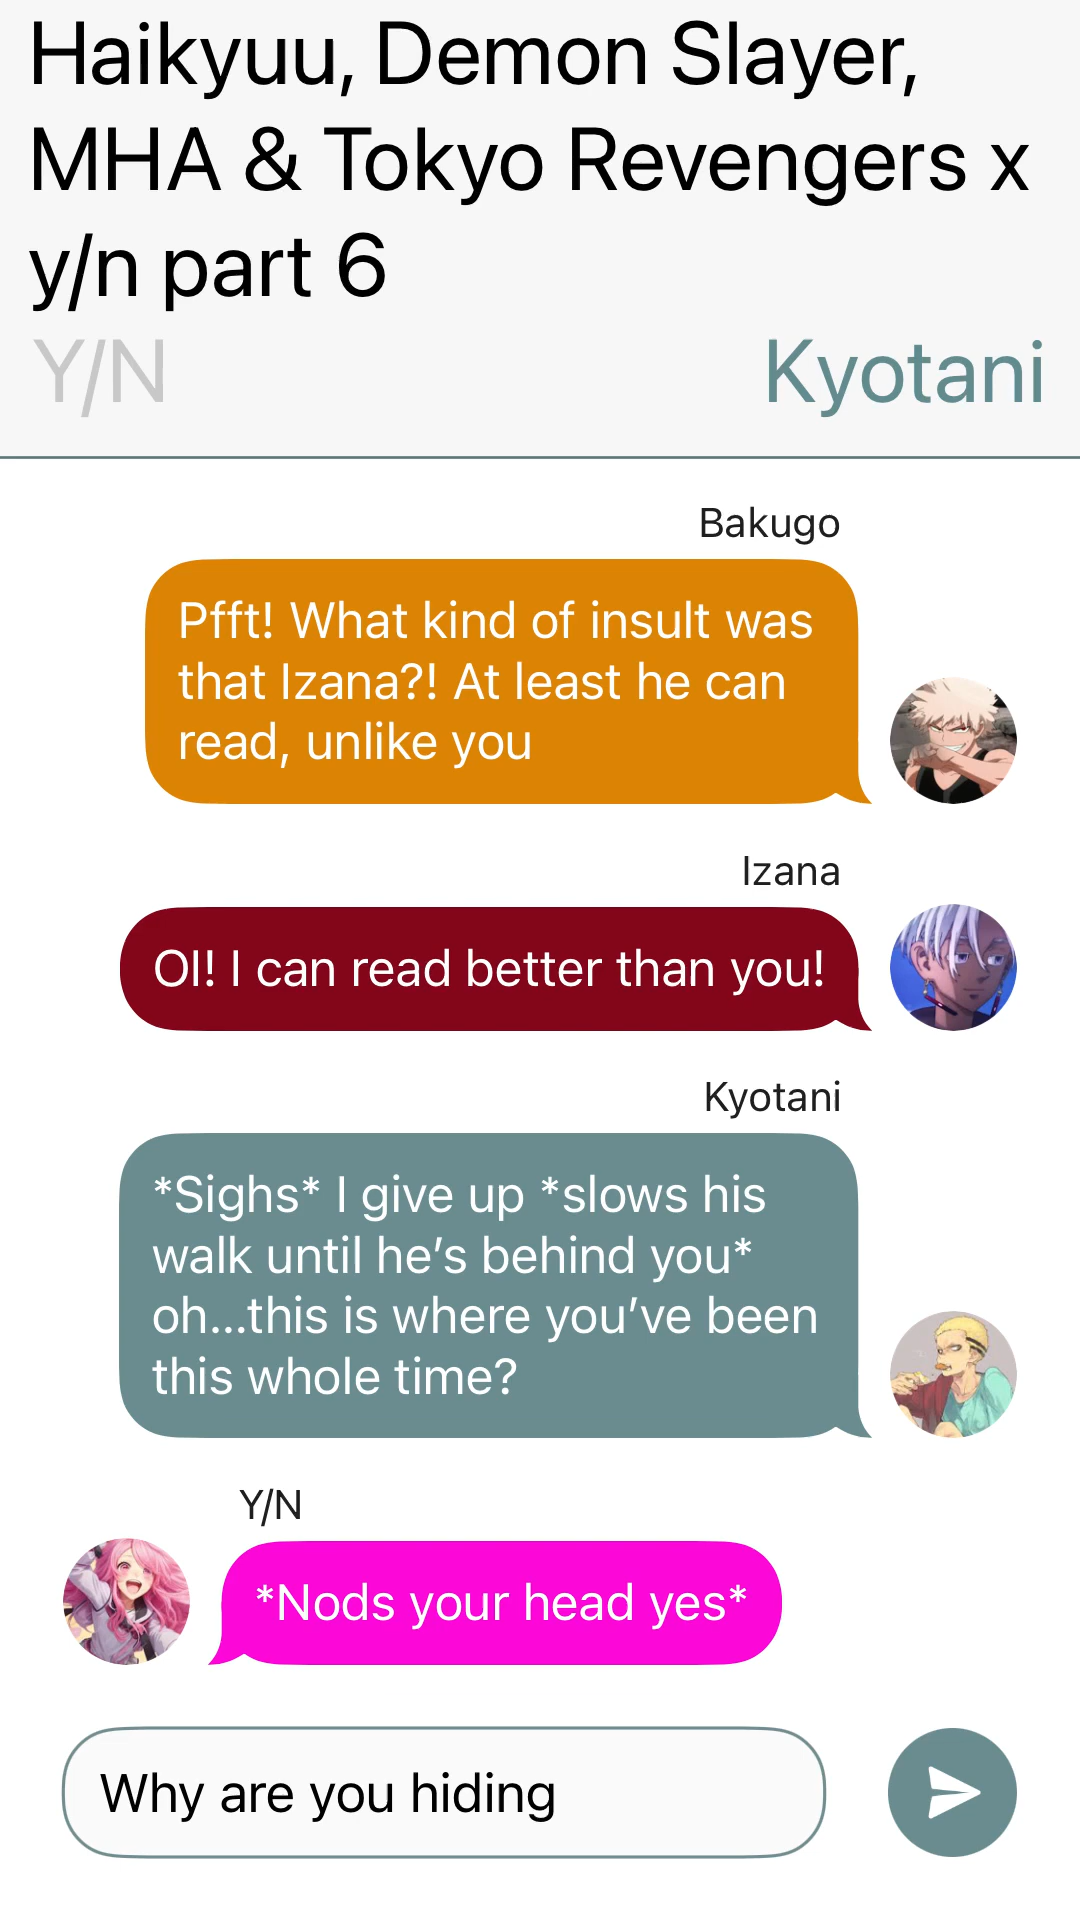 Haikyuu, Demon Slayer,
MHA & Tokyo Revengers x
y/n part 6
Y/N
Kyotani
Bakugo
Pfft! What kind of insult was
that Izana?! At least he can
read, unlike you
Izana
OI! I can read better than you!
Kyotani
*Sighs* I give up *slows his
walk until he’s behind you*
oh...this is where you’ve been
this whole time?
Y/N
*Nods your head yes*
Why are you hiding